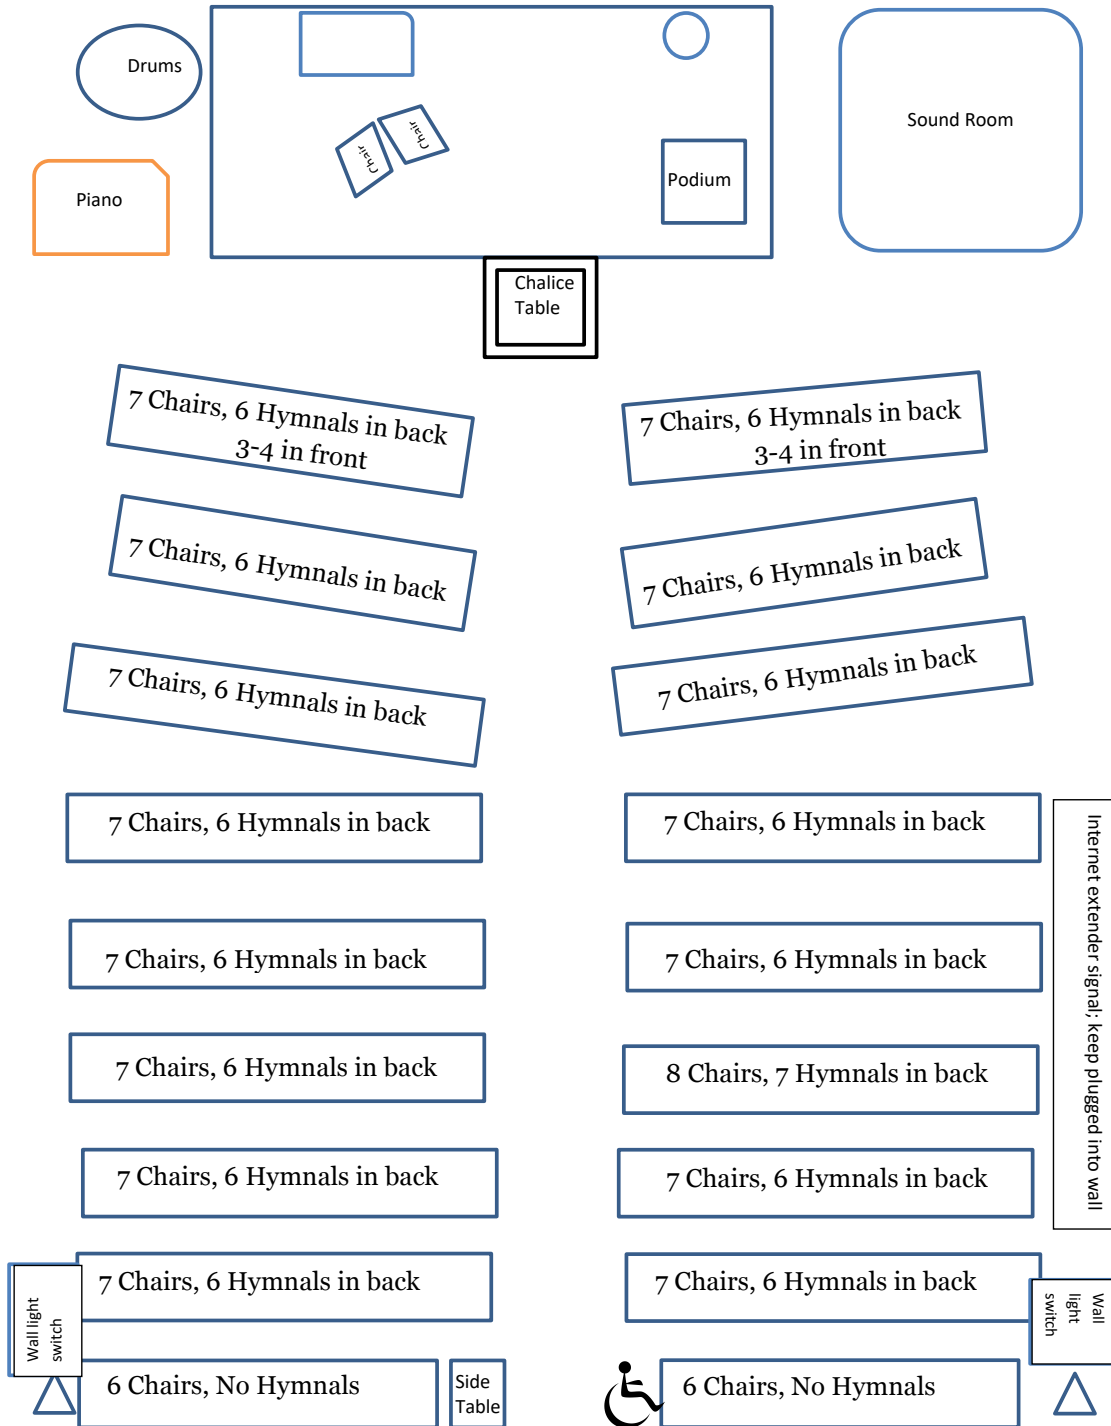 Drums
Sound Room
Chair
Chair
Podium
Piano
Chalice
Table
7 Chairs, 6 Hymnals in back
3-4 in front
7 Chairs, 6 Hymnals in back
3-4 in front
7 Chairs, 6 Hymnals in back
7 Chairs, 6 Hymnals in back
7 Chairs, 6 Hymnals in back
7 Chairs, 6 Hymnals in back
7 Chairs, 6 Hymnals in back
7 Chairs, 6 Hymnals in back
Internet extender signal; keep plugged into wall
7 Chairs, 6 Hymnals in back
7 Chairs, 6 Hymnals in back
7 Chairs, 6 Hymnals in back
8 Chairs, 7 Hymnals in back
7 Chairs, 6 Hymnals in back
7 Chairs, 6 Hymnals in back
7 Chairs, 6 Hymnals in back
7 Chairs, 6 Hymnals in back
Wall light
switch
Wall
light
switch
6 Chairs, No Hymnals
Side
Table
6 Chairs, No Hymnals